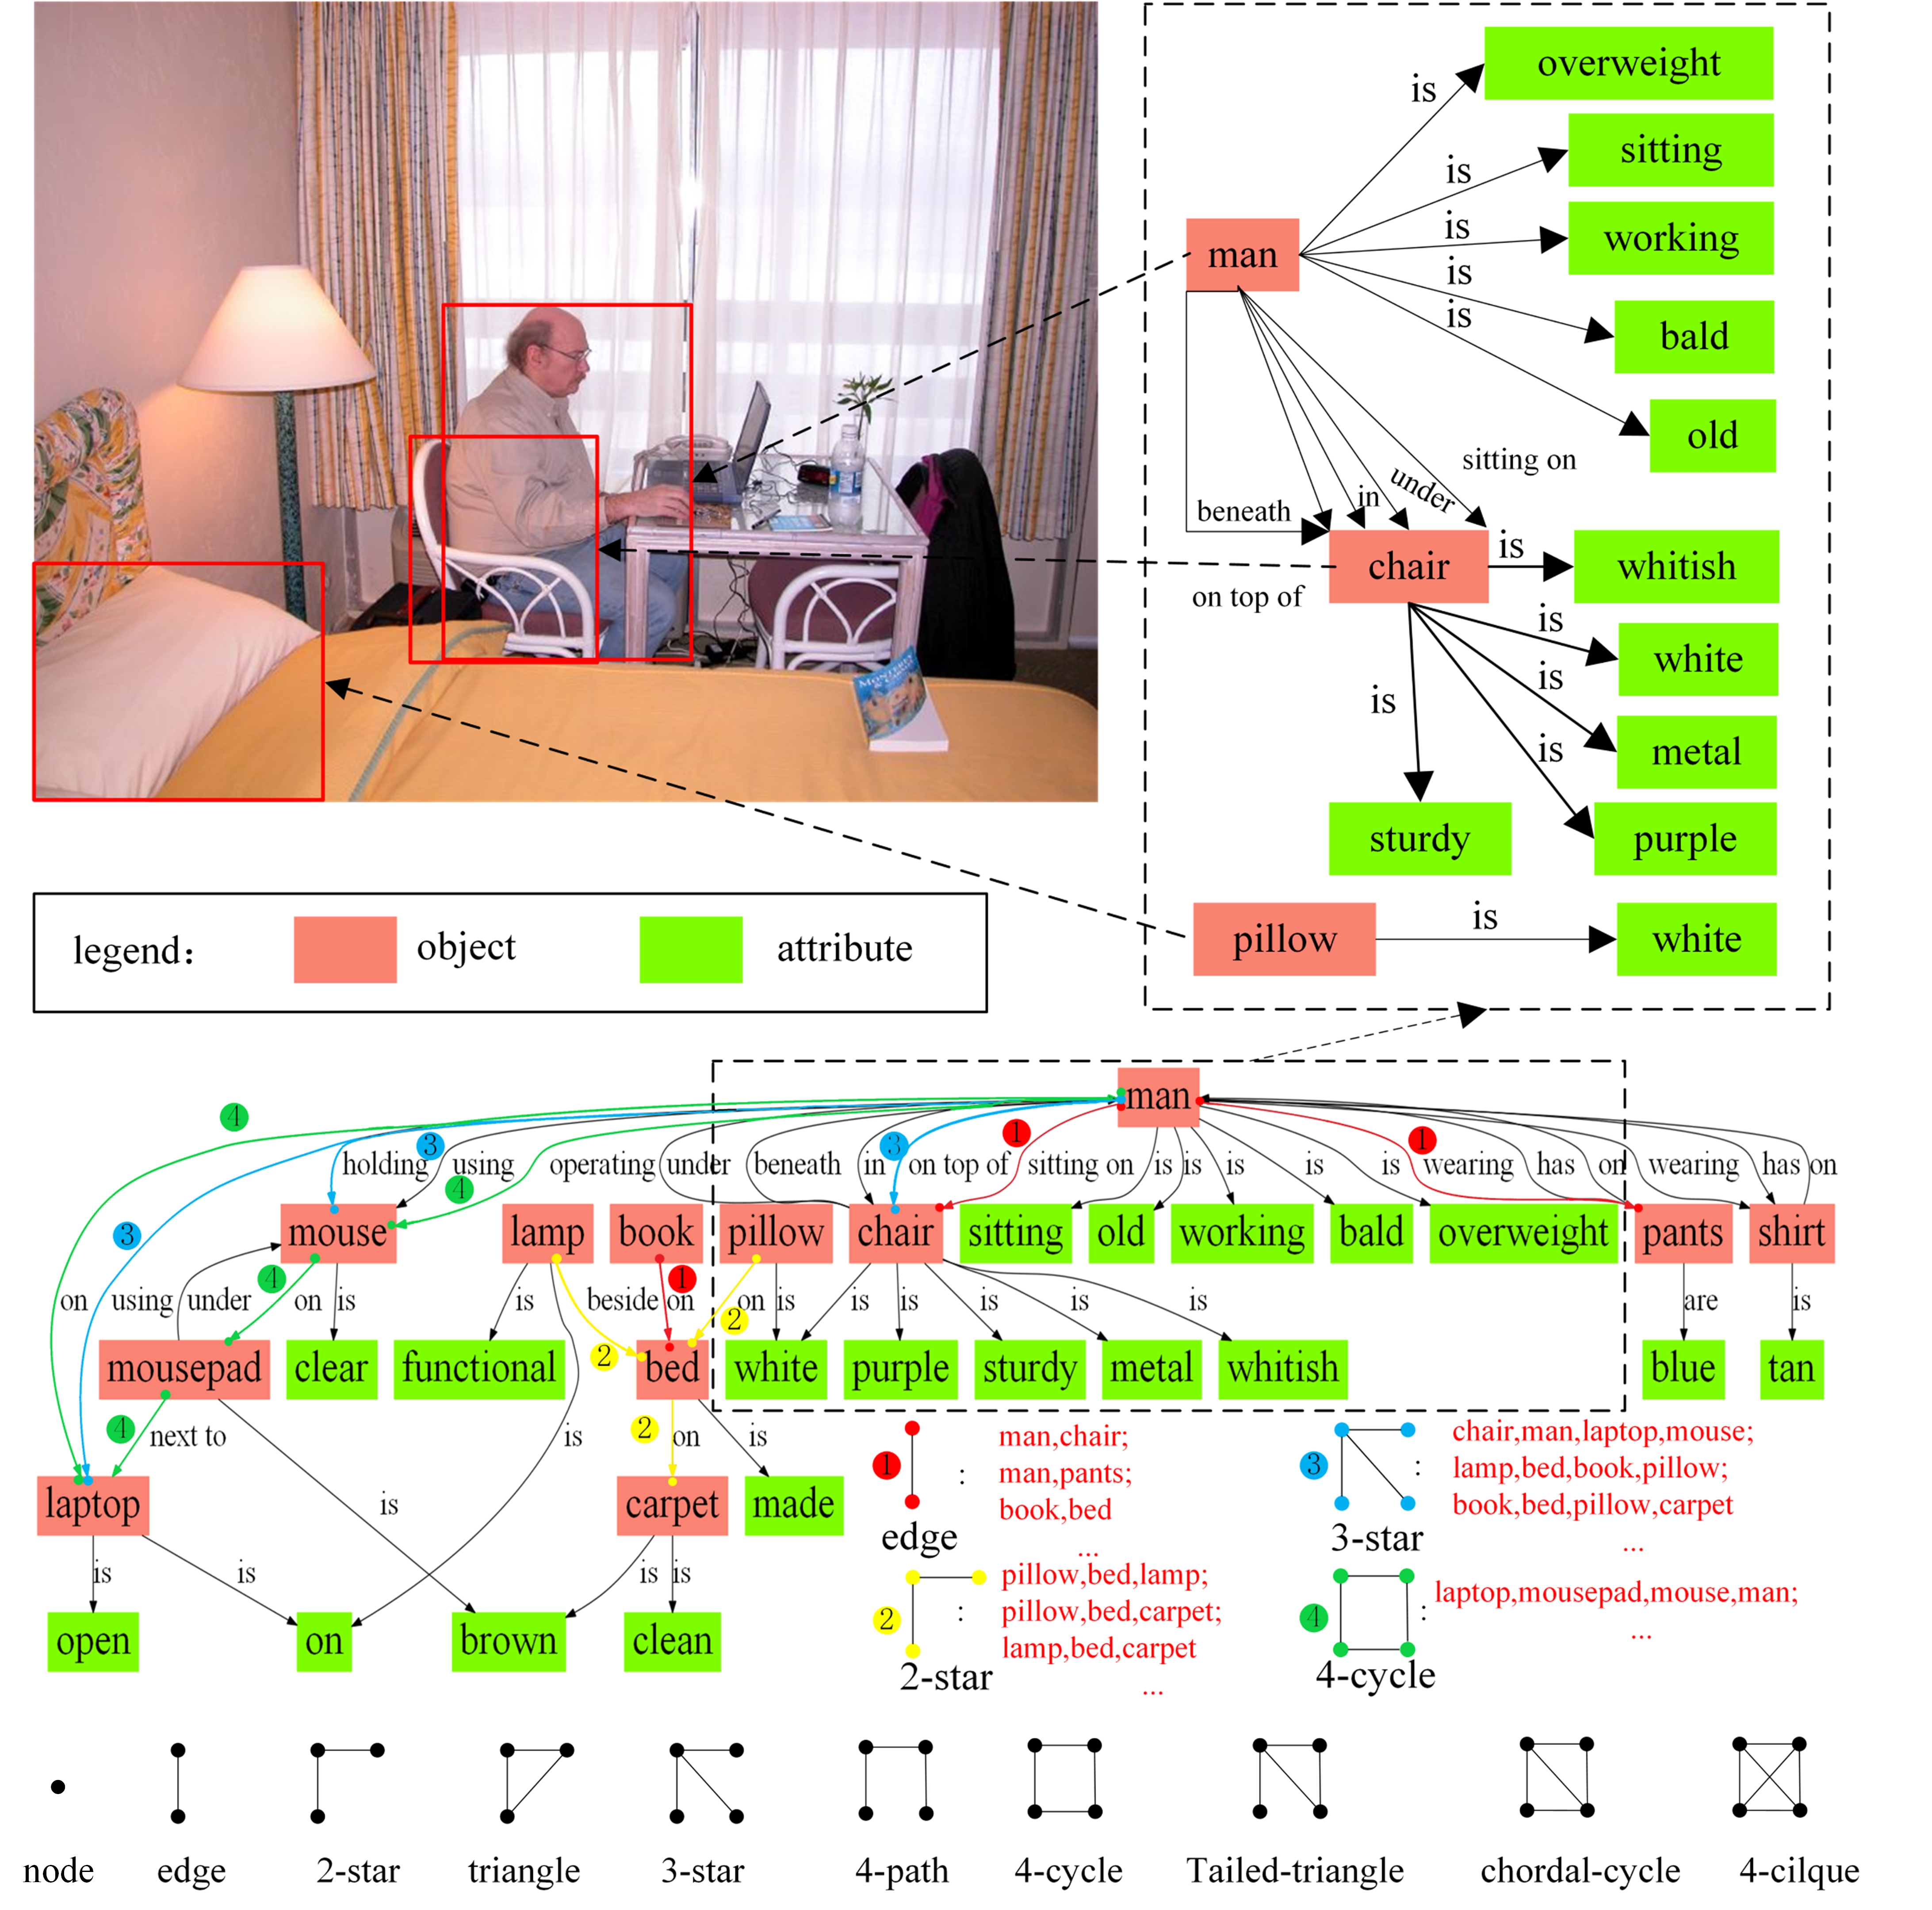 overweight
is
sitting
is
working
is
man
is
bald
is
old
sitting on
under
in
beneath
chair
is
whitish
on top of
is
white
is
is
metal
is
sturdy
purple
pillow
is
white
MONTEREY
legend:
object
attribute
man
4
3
3
1
1
holding
using
operating
under
beneath
in
on top of
sitting on
is
is
is
is
is
wearing
has
on
wearing
has
on
4
3
mouse
lamp
book
pillow
chair
sitting
old
working
bald
overweight
pants
shirt
4
1
on
using
under
on
is
is
beside
on
on
is
is
is
is
is
is
are
is
2
2
mousepad
clear
functional
bed
white
purple
sturdy
metal
whitish
blue
tan
4
next to
is
2
on
is
laptop
is
carpet
made
is
is
is
is
open
on
brown
clean
1
:
man,chair;
man,pants;
book,bed
...
edge
3
:
chair,man,laptop,mouse;
lamp,bed,book,pillow;
book,bed,pillow,carpet
...
3-star
2
:
pillow,bed,lamp;
pillow,bed,carpet;
lamp,bed,carpet
...
2-star
4
:
laptop,mousepad,mouse,man;
...
4-cycle
node
edge
2-star
triangle
3-star
4-path
4-cycle
Tailed-triangle
chordal-cycle
4-cilque